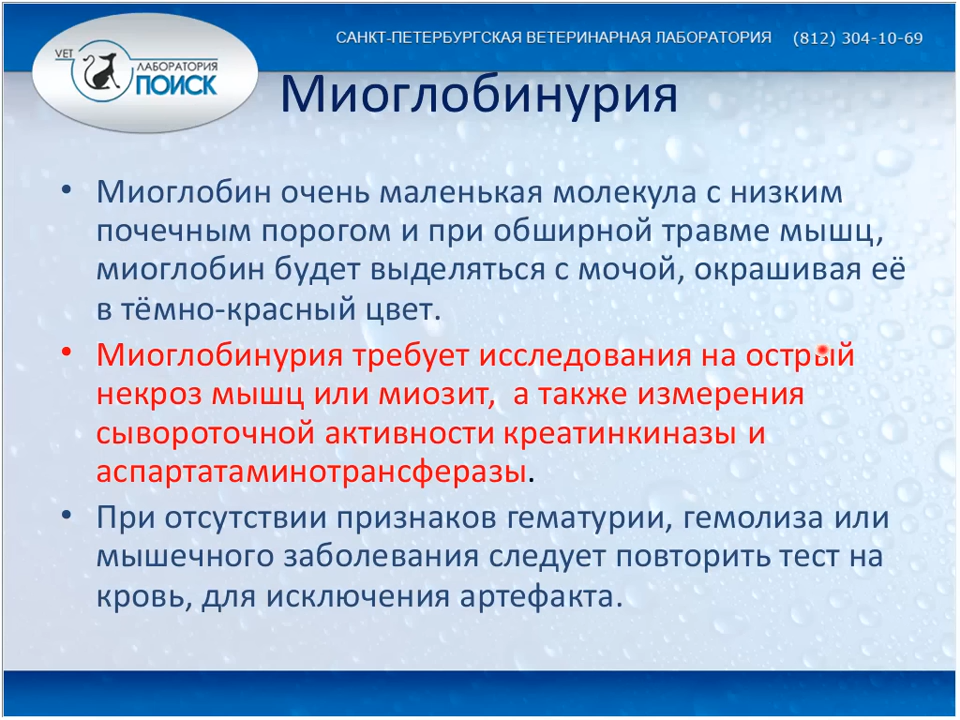 САНКТ-ПЕТЕРБУРГСКАЯ ВЕТЕРИНАРНАЯ ЛАБОРАТОРИЯ (812) 304-10-69
VET
ЛАБОРАТОРИЯ
ПОИСК
Миоглобинурия
• Миоглобин очень маленькая молекула с низким
почечным порогом и при обширной травме мышц,
миоглобин будет выделяться с мочой, окрашивая её
в тёмно-красный цвет.
• Миоглобинурия требует исследования на острый
некроз мышц или миозит, а также измерения
сывороточной активности креатинкиназы и
аспартатаминотрансферазы.
• При отсутствии признаков гематурии, гемолиза или
мышечного заболевания следует повторить тест на
кровь, для исключения артефакта.